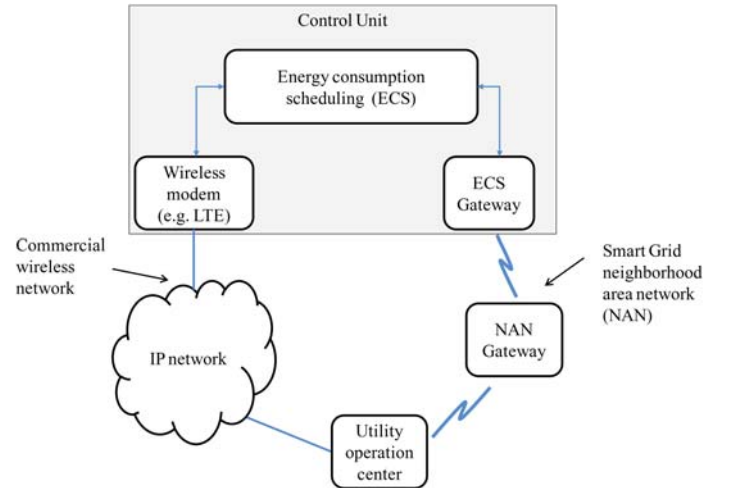 Control Unit
Energy consumption
scheduling (ECS)
Wireless
modem
(e.g. LTE)
ECS
Gateway
Commercial
wireless
network
Smart Grid
neighborhood
area network
(NAN)
NAN
Gateway
IP network
Utility
operation
center